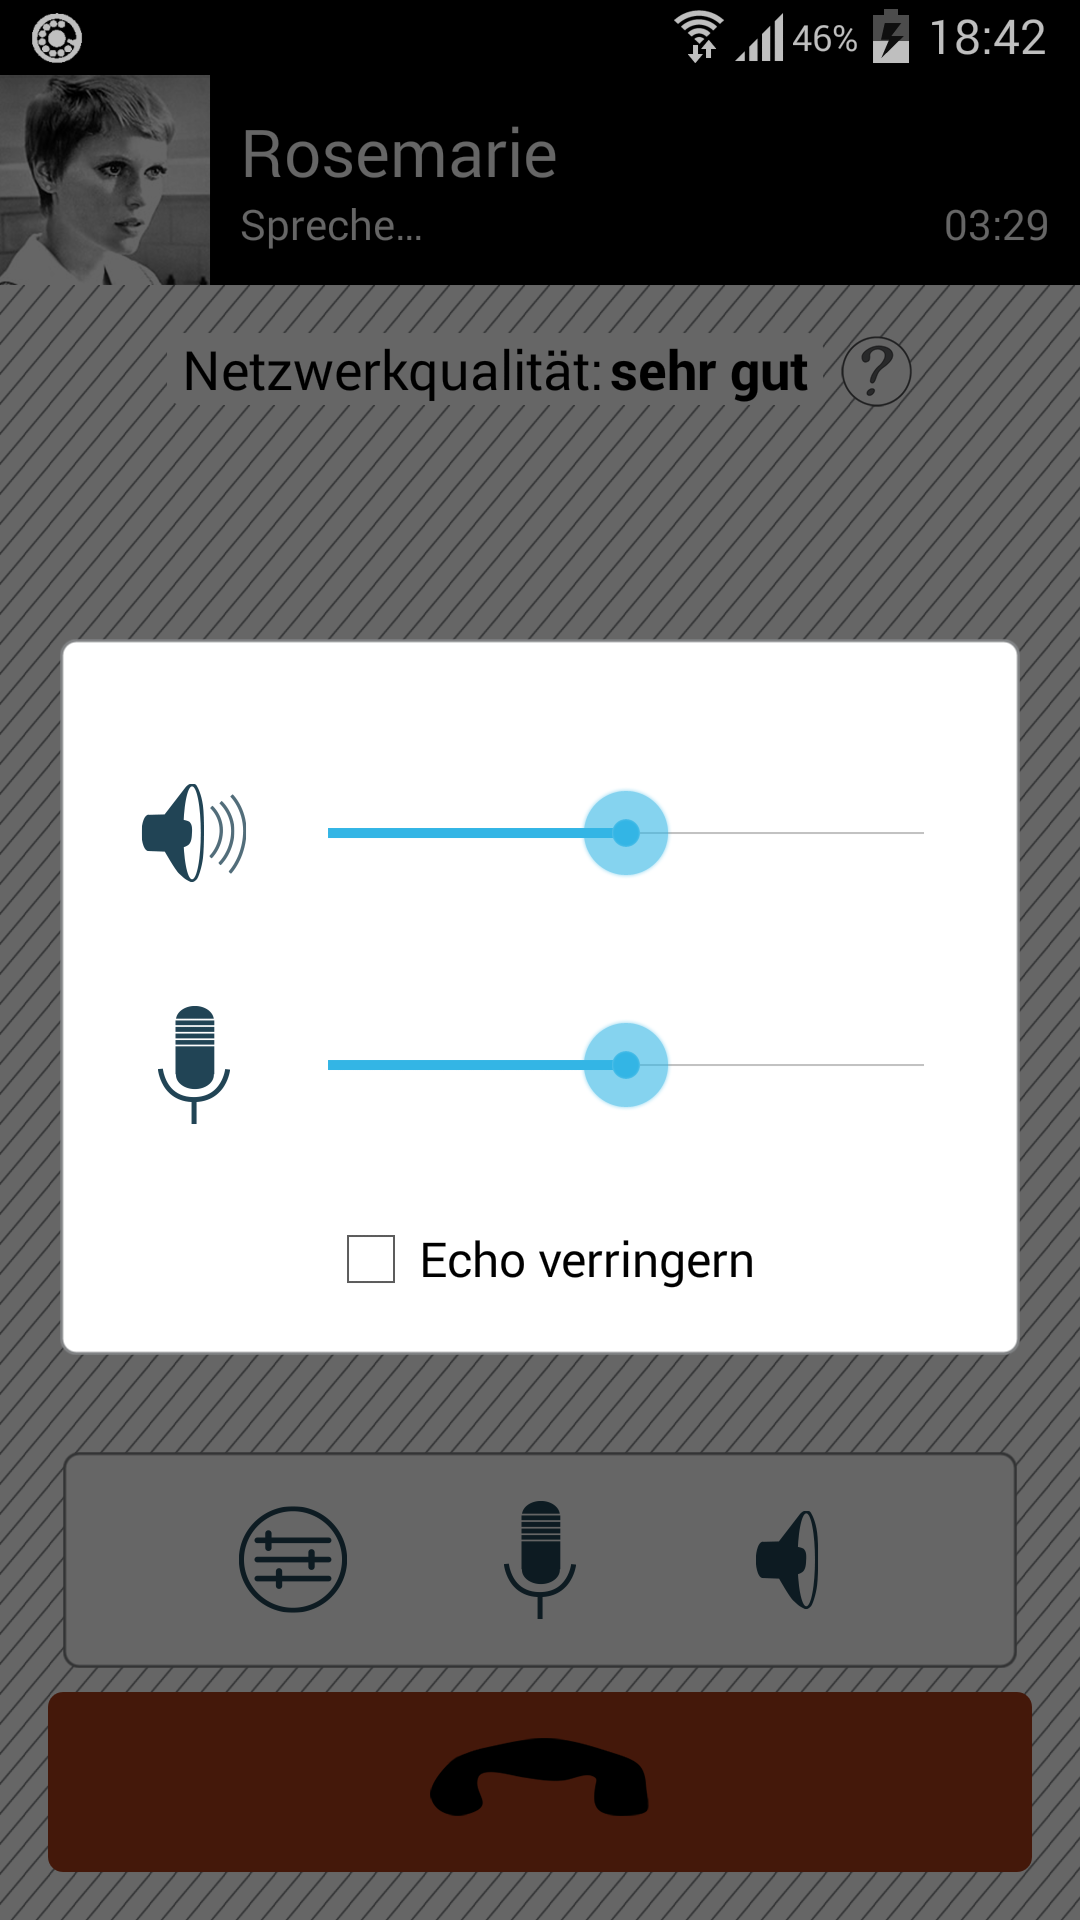 46% 18:42
Rosemarie
Spreche... 03:29
Netzwerkqualität: sehr gut ?
Echo verringern